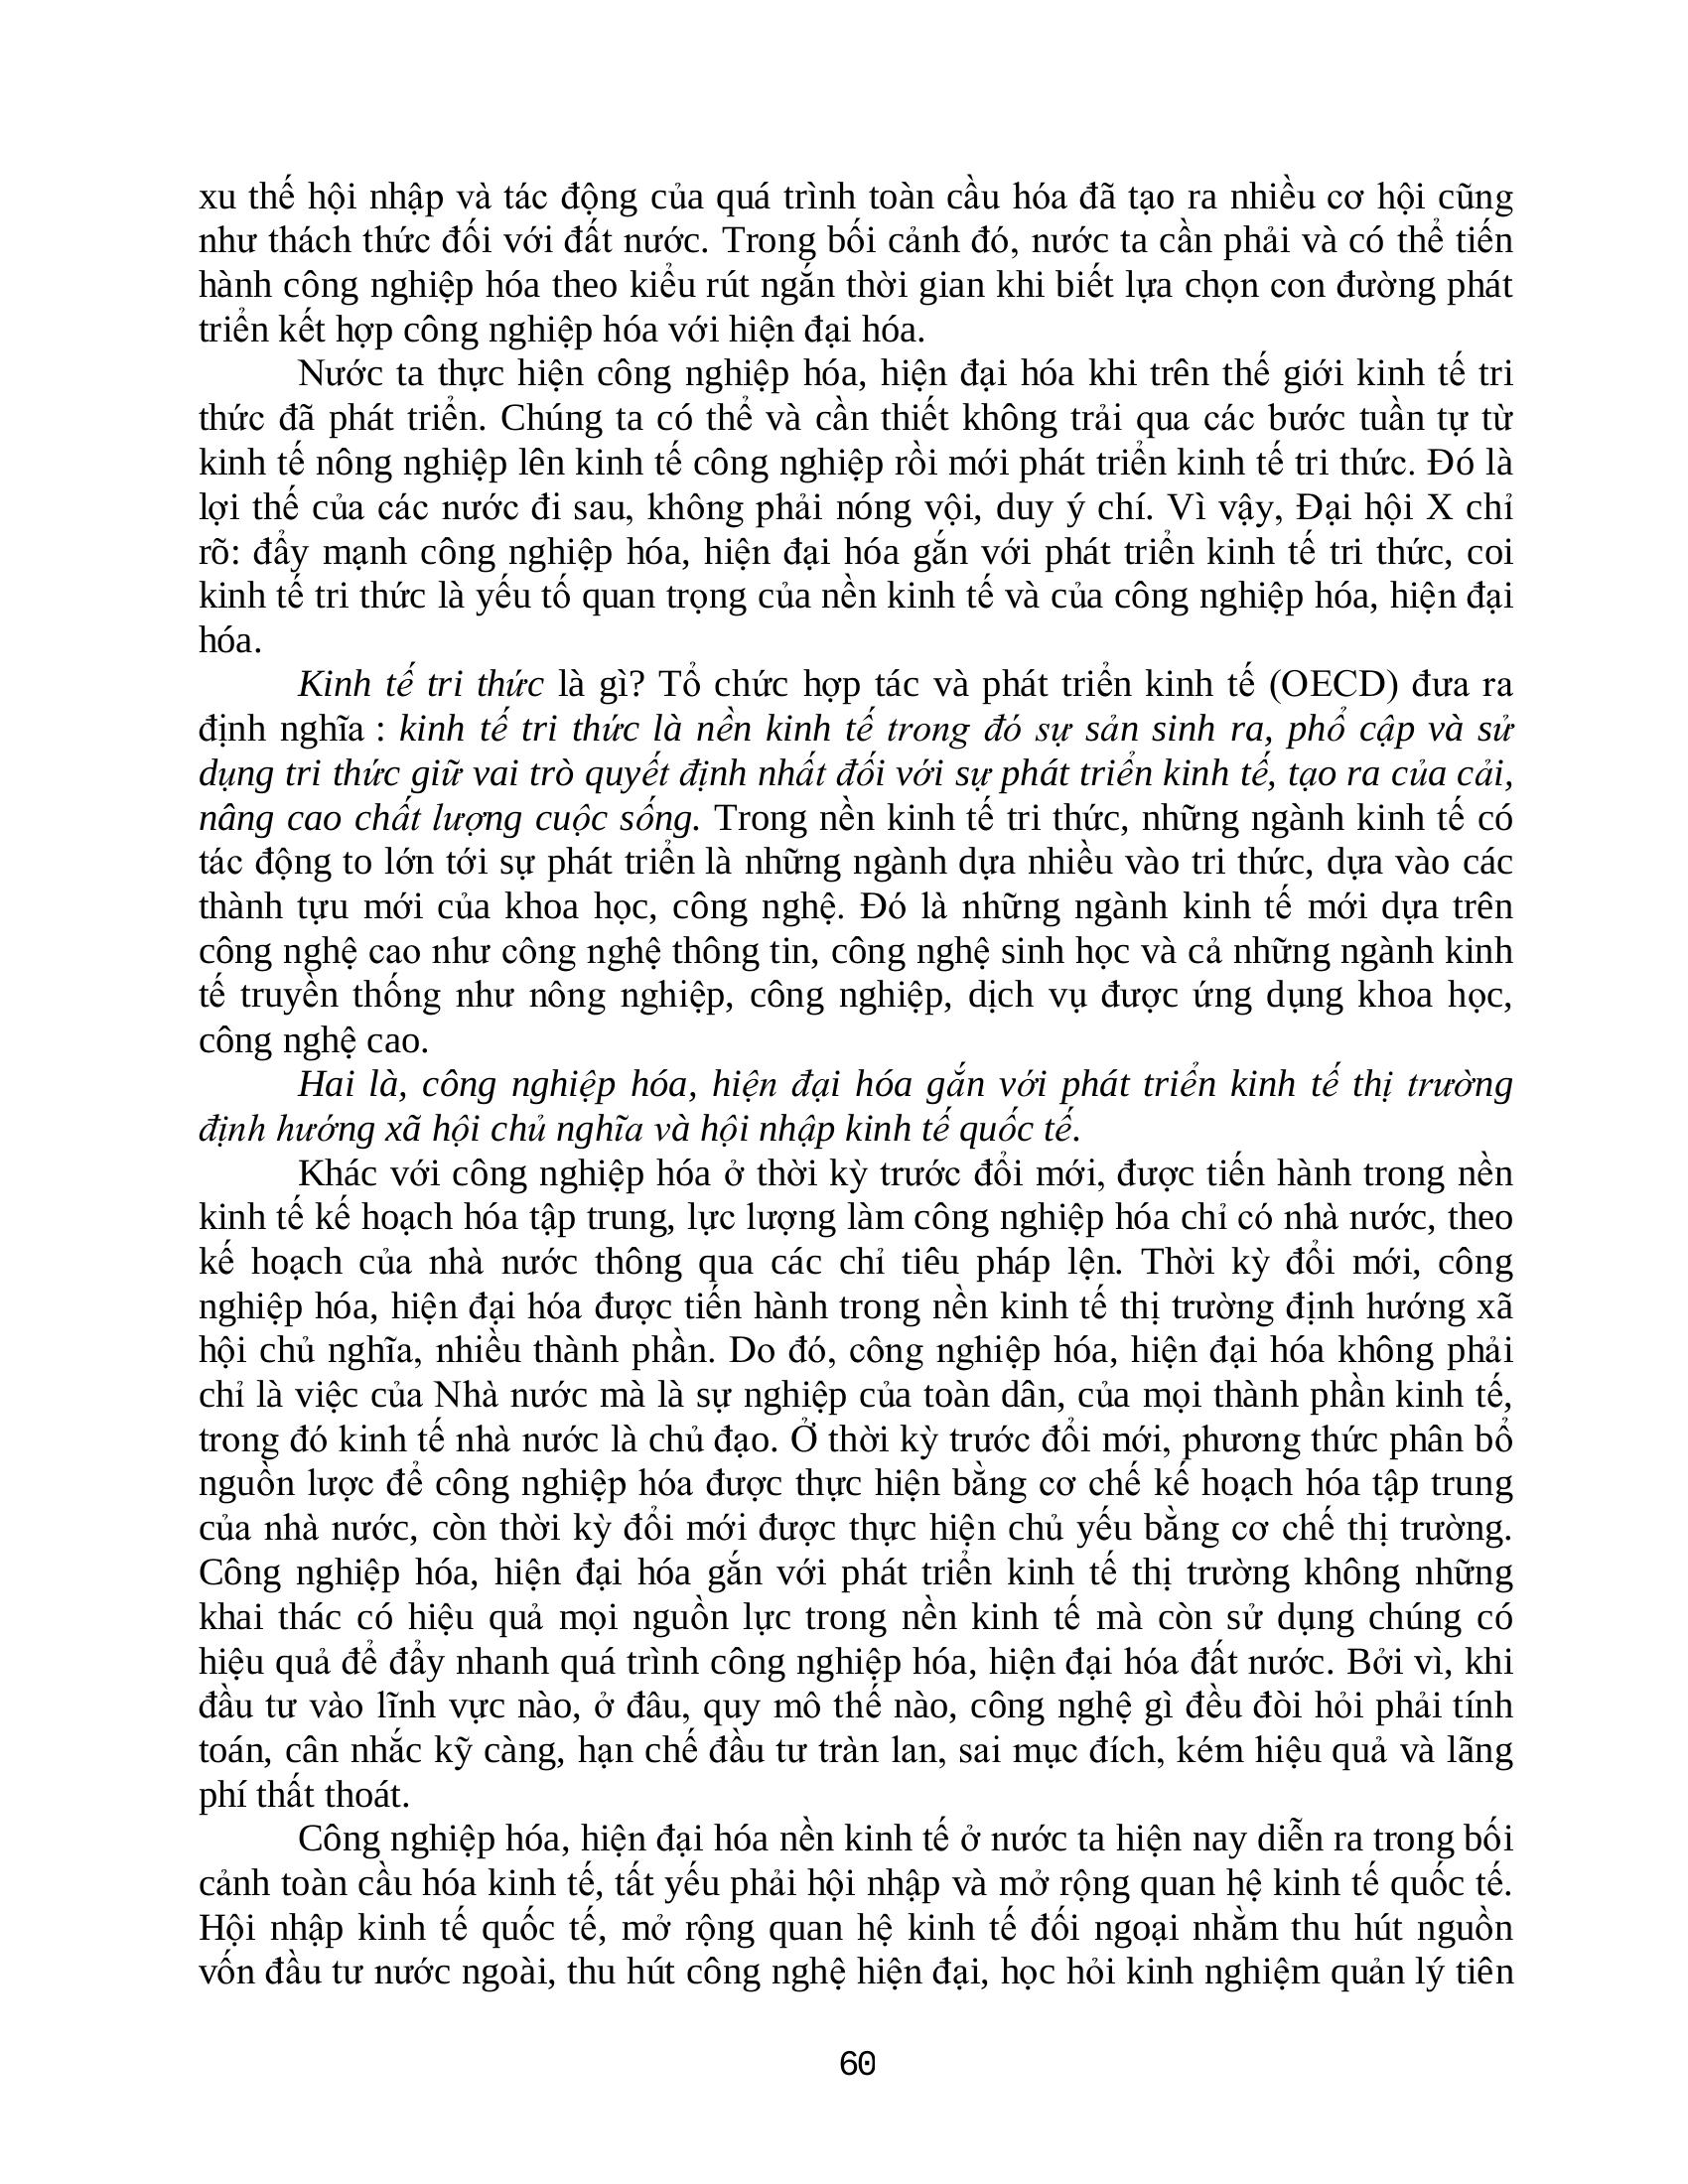 xu thế hội nhập và tác động của quá trình toàn cầu hóa đã tạo ra nhiều cơ hội cũng
như thách thức đối với đất nước. Trong bối cảnh đó, nước ta cần phải và có thể tiến
hành công nghiệp hóa theo kiểu rút ngắn thời gian khi biết lựa chọn con đường phát
triển kết hợp công nghiệp hóa với hiện đại hóa.
Nước ta thực hiện công nghiệp hóa, hiện đại hóa khi trên thế giới kinh tế tri
thức đã phát triển. Chúng ta có thể và cần thiết không trải qua các bước tuần tự từ
kinh tế nông nghiệp lên kinh tế công nghiệp rồi mới phát triển kinh tế tri thức. Đó là
lợi thế của các nước đi sau, không phải nóng vội, duy ý chí. Vì vậy, Đại hội X chỉ
rõ: đẩy mạnh công nghiệp hóa, hiện đại hóa gắn với phát triển kinh tế tri thức, coi
kinh tế tri thức là yếu tố quan trọng của nền kinh tế và của công nghiệp hóa, hiện đại
hóa.
Kinh tế tri thức là gì? Tổ chức hợp tác và phát triển kinh tế (OECD) đưa ra
định nghĩa : kinh tế tri thức là nền kinh tế trong đó sự sản sinh ra, phổ cập và sử
dụng tri thức giữ vai trò quyết định nhất đối với sự phát triển kinh tế, tạo ra của cải,
nâng cao chất lượng cuộc sống. Trong nền kinh tế tri thức, những ngành kinh tế có
tác động to lớn tới sự phát triển là những ngành dựa nhiều vào tri thức, dựa vào các
thành tựu mới của khoa học, công nghệ. Đó là những ngành kinh tế mới dựa trên
công nghệ cao như công nghệ thông tin, công nghệ sinh học và cả những ngành kinh
tế truyền thống như nông nghiệp, công nghiệp, dịch vụ được ứng dụng khoa học,
công nghệ cao.
Hai là, công nghiệp hóa, hiện đại hóa gắn với phát triển kinh tế thị trường
định hướng xã hội chủ nghĩa và hội nhập kinh tế quốc tế.
Khác với công nghiệp hóa ở thời kỳ trước đổi mới, được tiến hành trong nền
kinh tế kế hoạch hóa tập trung, lực lượng làm công nghiệp hóa chỉ có nhà nước, theo
kế hoạch của nhà nước thông qua các chỉ tiêu pháp lện. Thời kỳ đổi mới, công
nghiệp hóa, hiện đại hóa được tiến hành trong nền kinh tế thị trường định hướng xã
hội chủ nghĩa, nhiều thành phần. Do đó, công nghiệp hóa, hiện đại hóa không phải
chỉ là việc của Nhà nước mà là sự nghiệp của toàn dân, của mọi thành phần kinh tế,
trong đó kinh tế nhà nước là chủ đạo. Ở thời kỳ trước đổi mới, phương thức phân bổ
nguồn lược để công nghiệp hóa được thực hiện bằng cơ chế kế hoạch hóa tập trung
của nhà nước, còn thời kỳ đổi mới được thực hiện chủ yếu bằng cơ chế thị trường.
Công nghiệp hóa, hiện đại hóa gắn với phát triển kinh tế thị trường không những
khai thác có hiệu quả mọi nguồn lực trong nền kinh tế mà còn sử dụng chúng có
hiệu quả để đẩy nhanh quá trình công nghiệp hóa, hiện đại hóa đất nước. Bởi vì, khi
đầu tư vào lĩnh vực nào, ở đâu, quy mô thế nào, công nghệ gì đều đòi hỏi phải tính
toán, cân nhắc kỹ càng, hạn chế đầu tư tràn lan, sai mục đích, kém hiệu quả và lãng
phí thất thoát.
Công nghiệp hóa, hiện đại hóa nền kinh tế ở nước ta hiện nay diễn ra trong bối
cảnh toàn cầu hóa kinh tế, tất yếu phải hội nhập và mở rộng quan hệ kinh tế quốc tế.
Hội nhập kinh tế quốc tế, mở rộng quan hệ kinh tế đối ngoại nhằm thu hút nguồn
vốn đầu tư nước ngoài, thu hút công nghệ hiện đại, học hỏi kinh nghiệm quản lý tiên
60